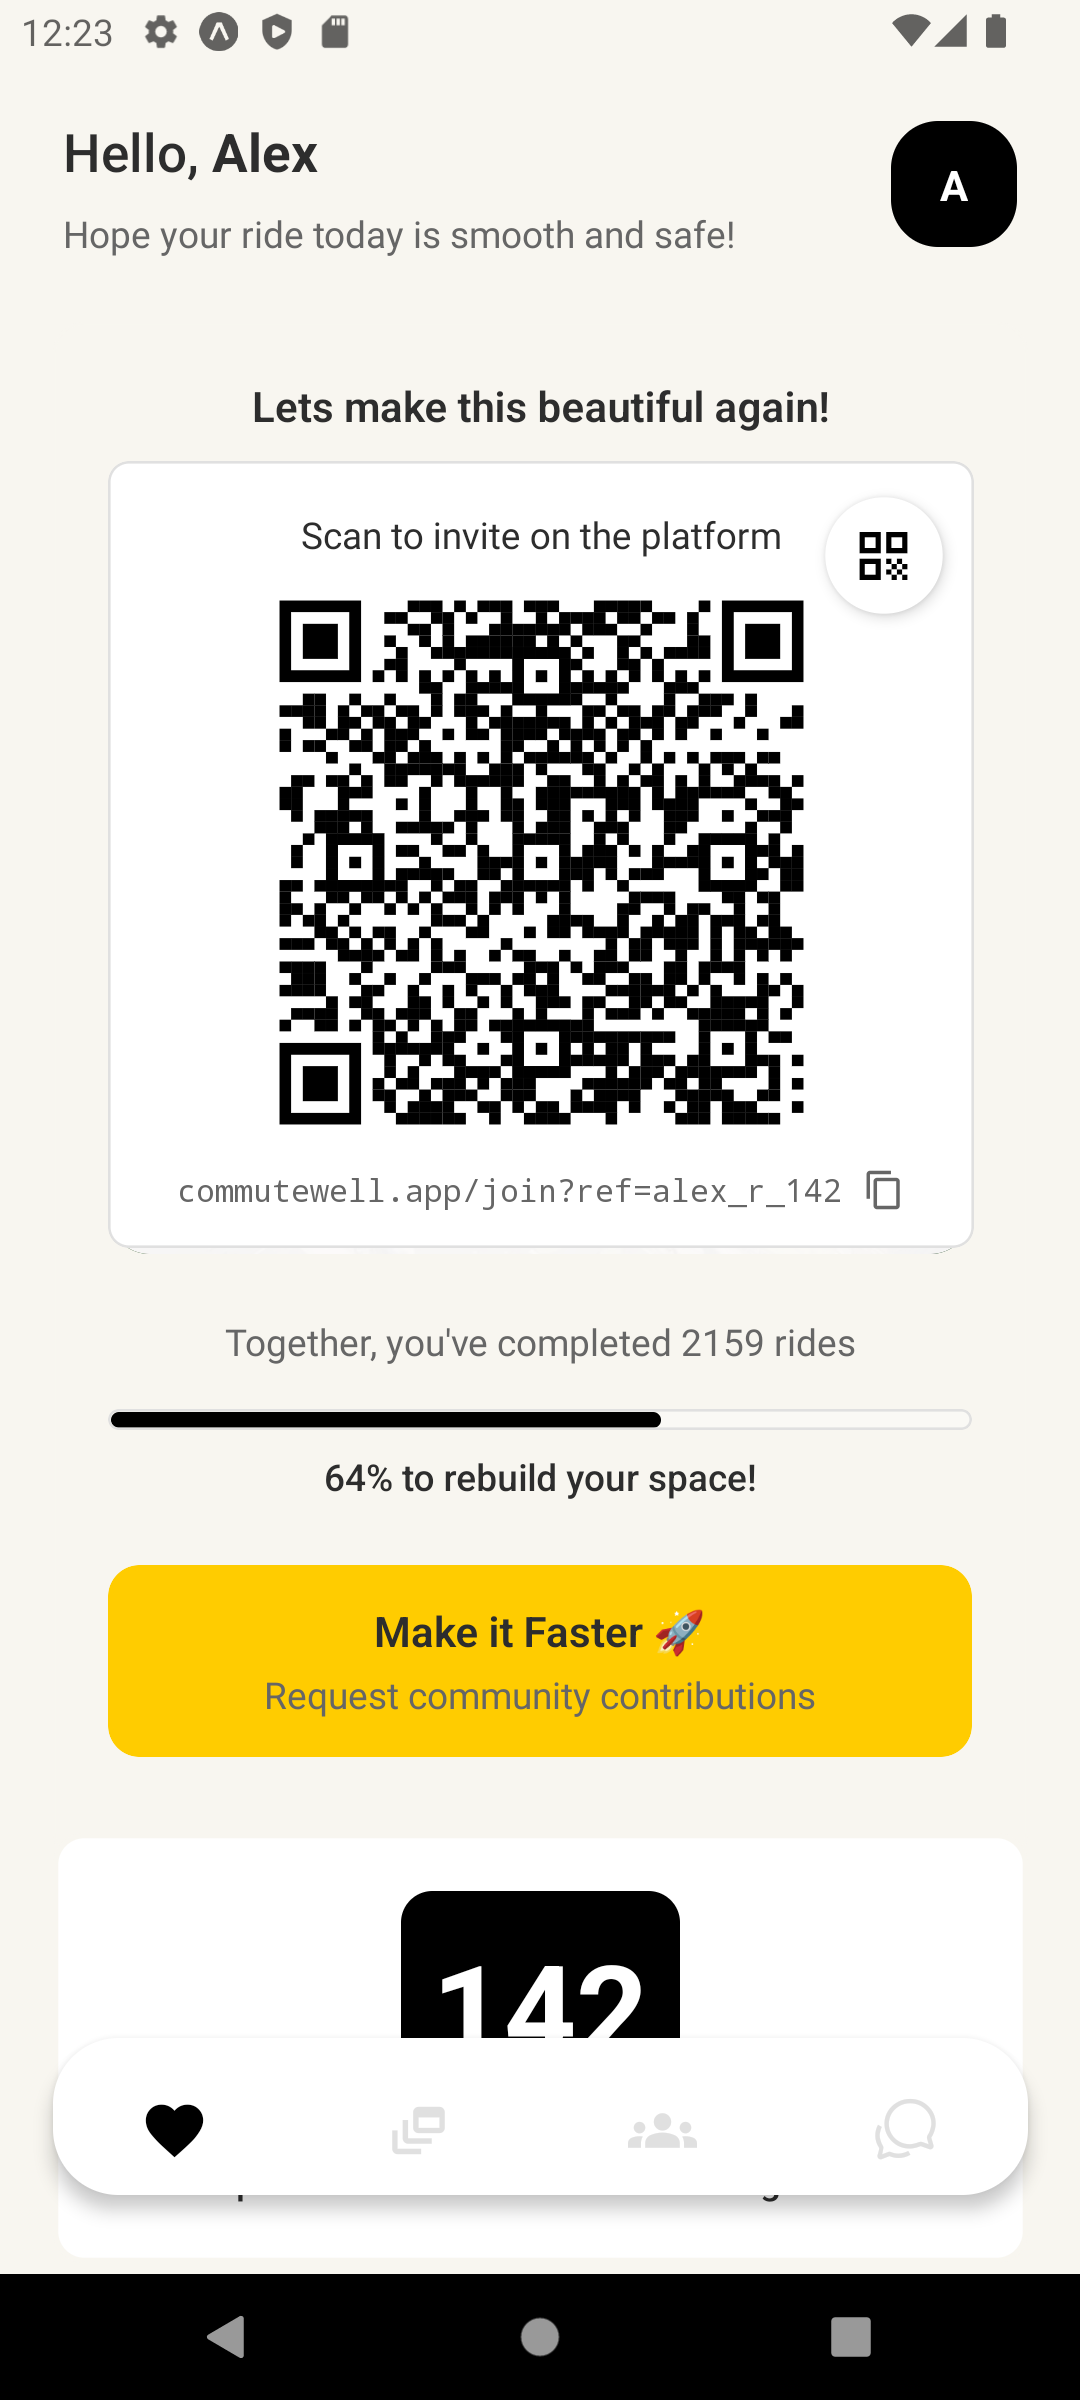 12:23
Hello, Alex
A
Hope your ride today is smooth and safe!
Lets make this beautiful again!
Scan to invite on the platform
commutewell.app/join?ref=alex_r_142
Together, you've completed 2159 rides
64% to rebuild your space!
Make it Faster 🚀
Request community contributions
142